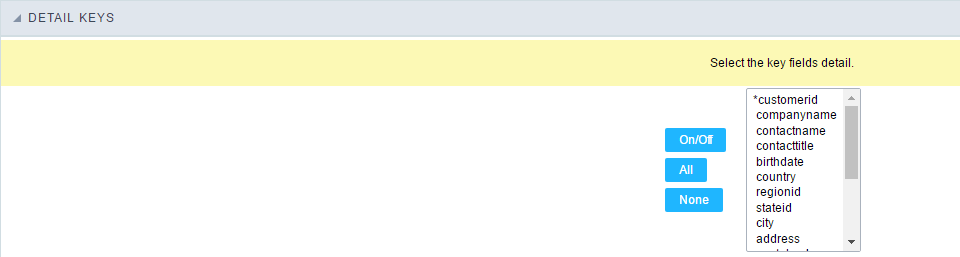 DETAIL KEYS
Select the key fields detail.
On/Off
All
None
*customerid
companyname
contactname
contacttitle
birthdate
country
regionid
stateid
city
address